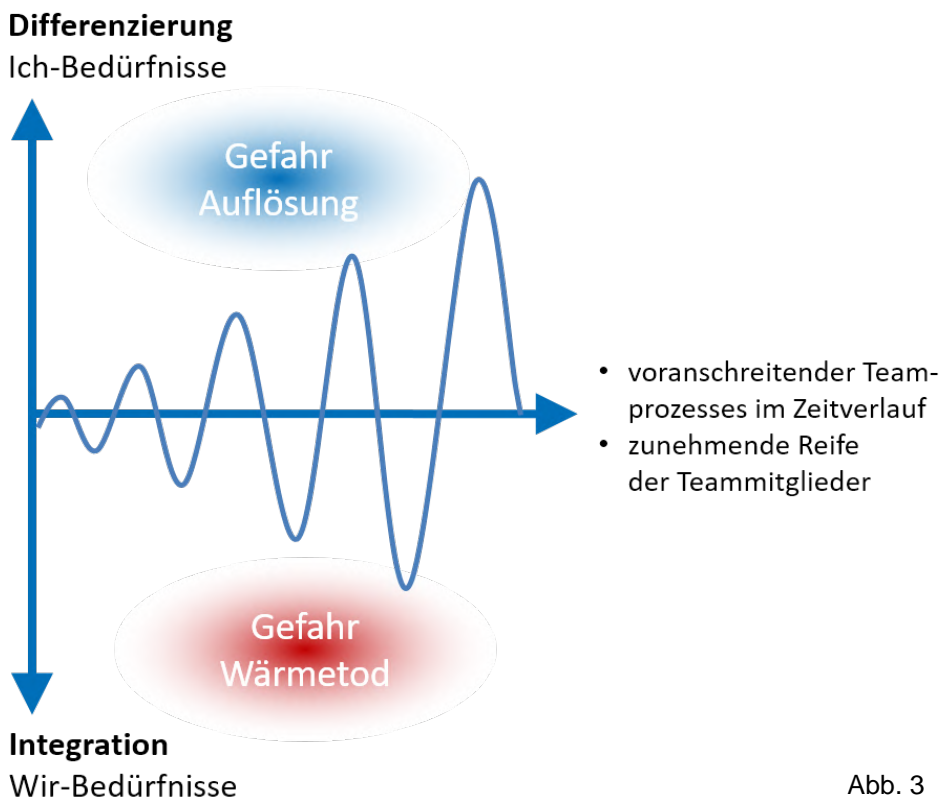 Differenzierung
Ich-Bedürfnisse
Gefahr
Auflösung
• voranschreitender Team-
prozesses im Zeitverlauf
• zunehmende Reife
der Teammitglieder
Gefahr
Wärmetod
Integration
Wir-Bedürfnisse
Abb. 3